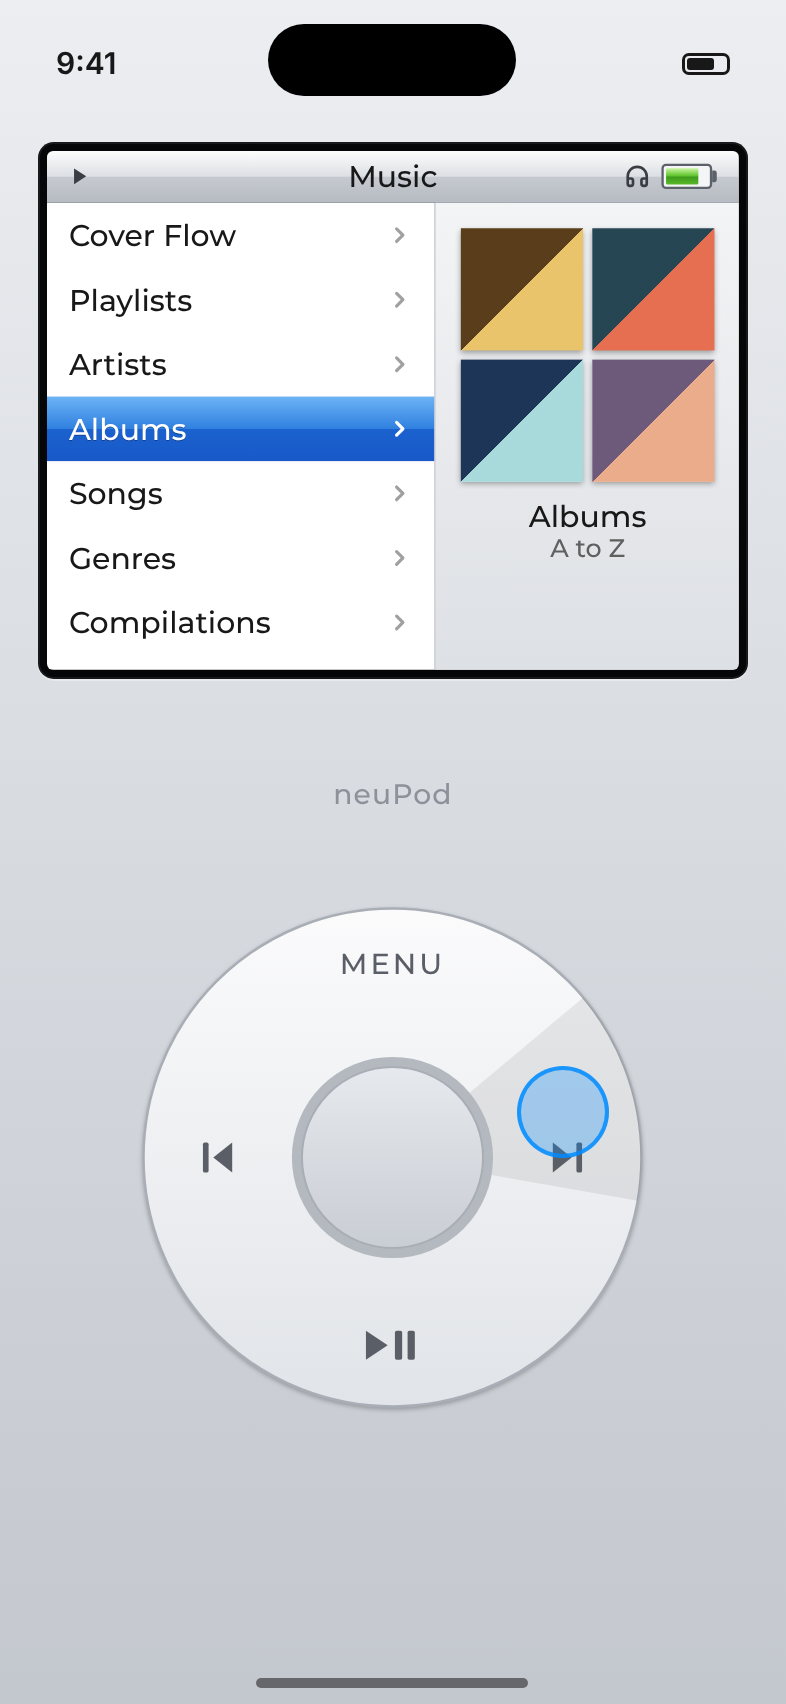 9:41
Music
Cover Flow
Playlists
Artists
Albums
Songs
Genres
Compilations
Albums
A to Z
neuPod
MENU